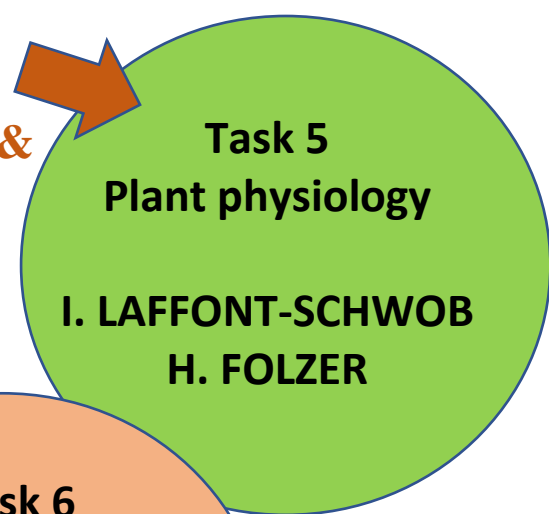 &
Task 5
Plant physiology
I. LAFFONT-SCHWOB
H. FOLZER
sk 6